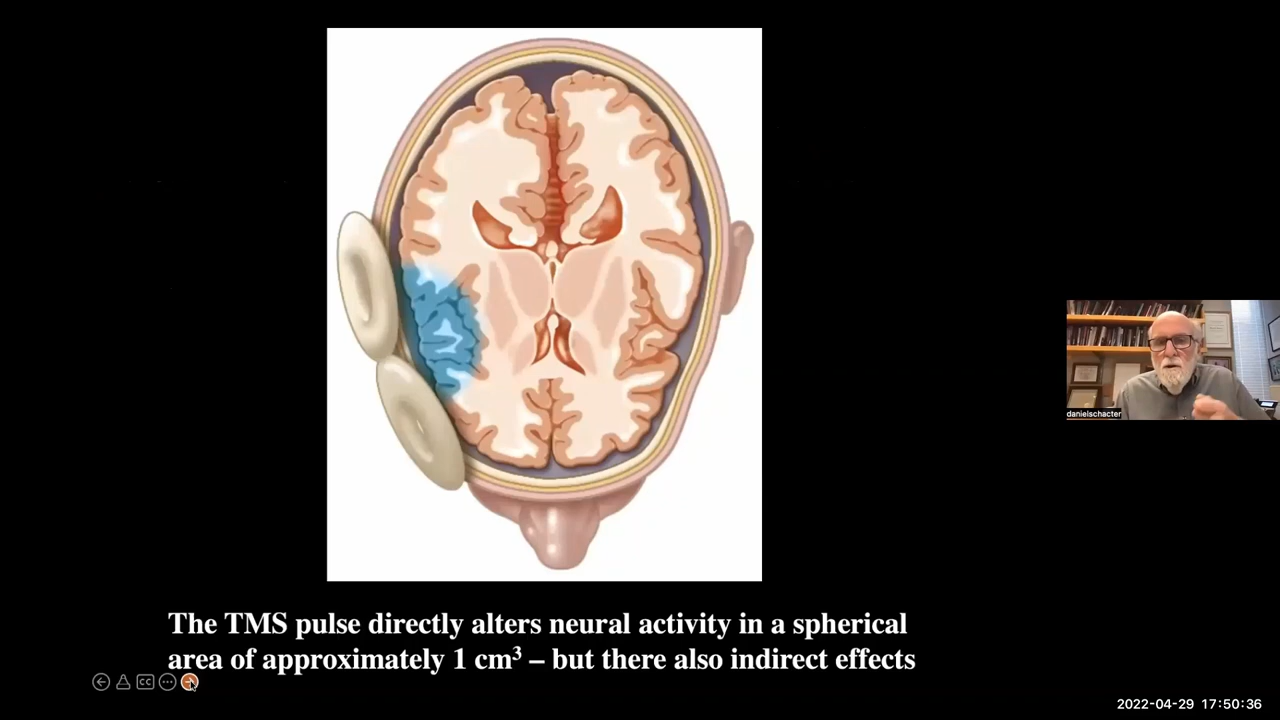 danielschacter
The TMS pulse directly alters neural activity in a spherical
area of approximately 1 cm³ – but there also indirect effects
CC
2022-04-29 17:50:36